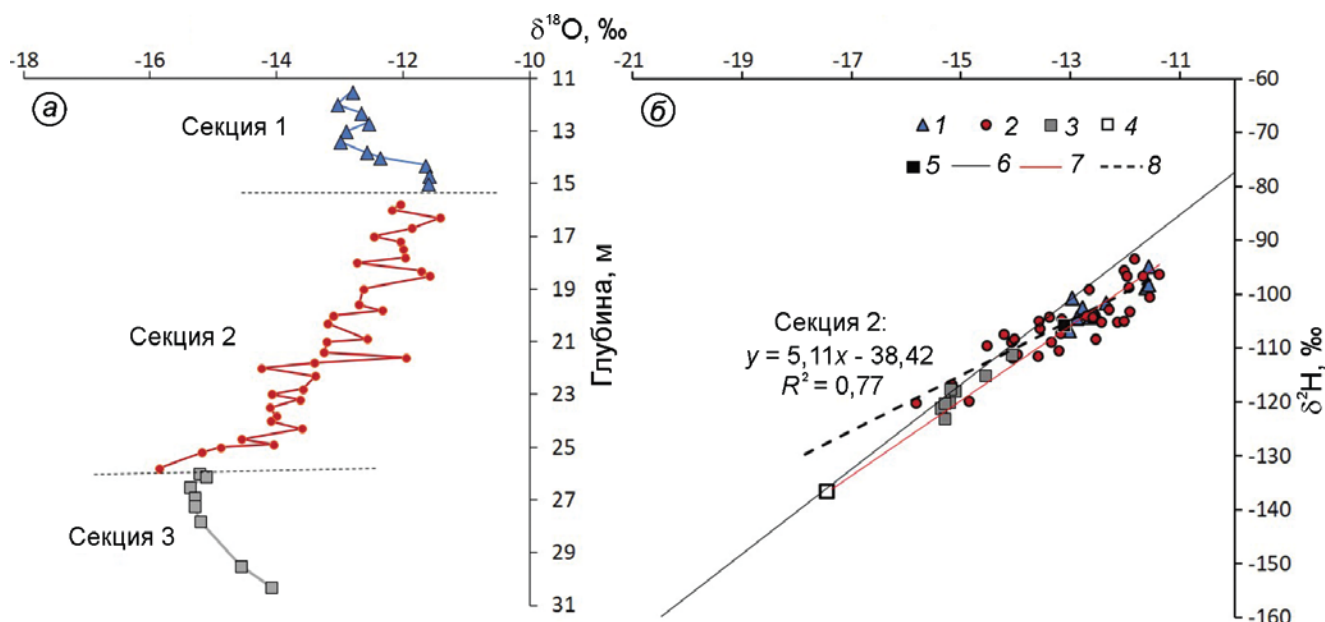 δ¹⁸O, ‰
-18 -16 -14 -12 -10
а
11
13
15
17
19
21
23
25
27
29
31
Глубина, м
Секция 1
Секция 2
Секция 3
-21 -19 -17 -15 -13 -11
б
1 2 3 4
5 6 7 8
Секция 2:
y = 5,11x - 38,42
R² = 0,77
-60
-70
-80
-90
-100
-110
-120
-130
-140
-150
-160
δ²H, ‰